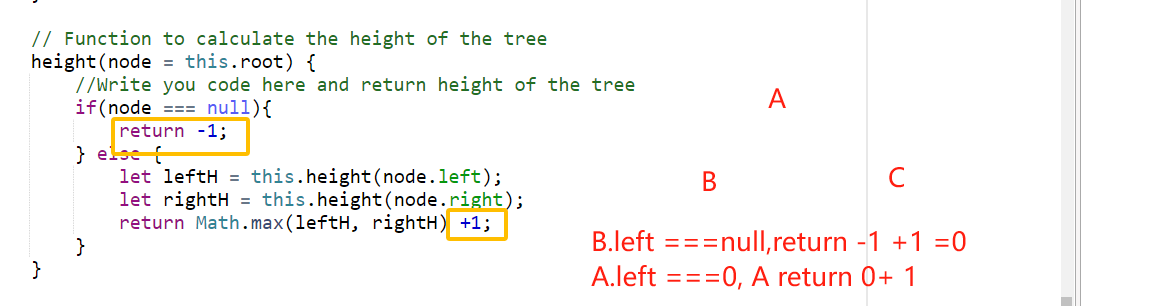 // Function to calculate the height of the tree
height(node = this.root) {
//Write you code here and return height of the tree
if(node === null){
return -1;
} else {
let leftH = this.height(node.left);
let rightH = this.height(node.right);
return Math.max(leftH, rightH) +1;
}
}
A
B
C
B.left ===null,return -1 +1 =0
A.left ===0, A return 0+ 1